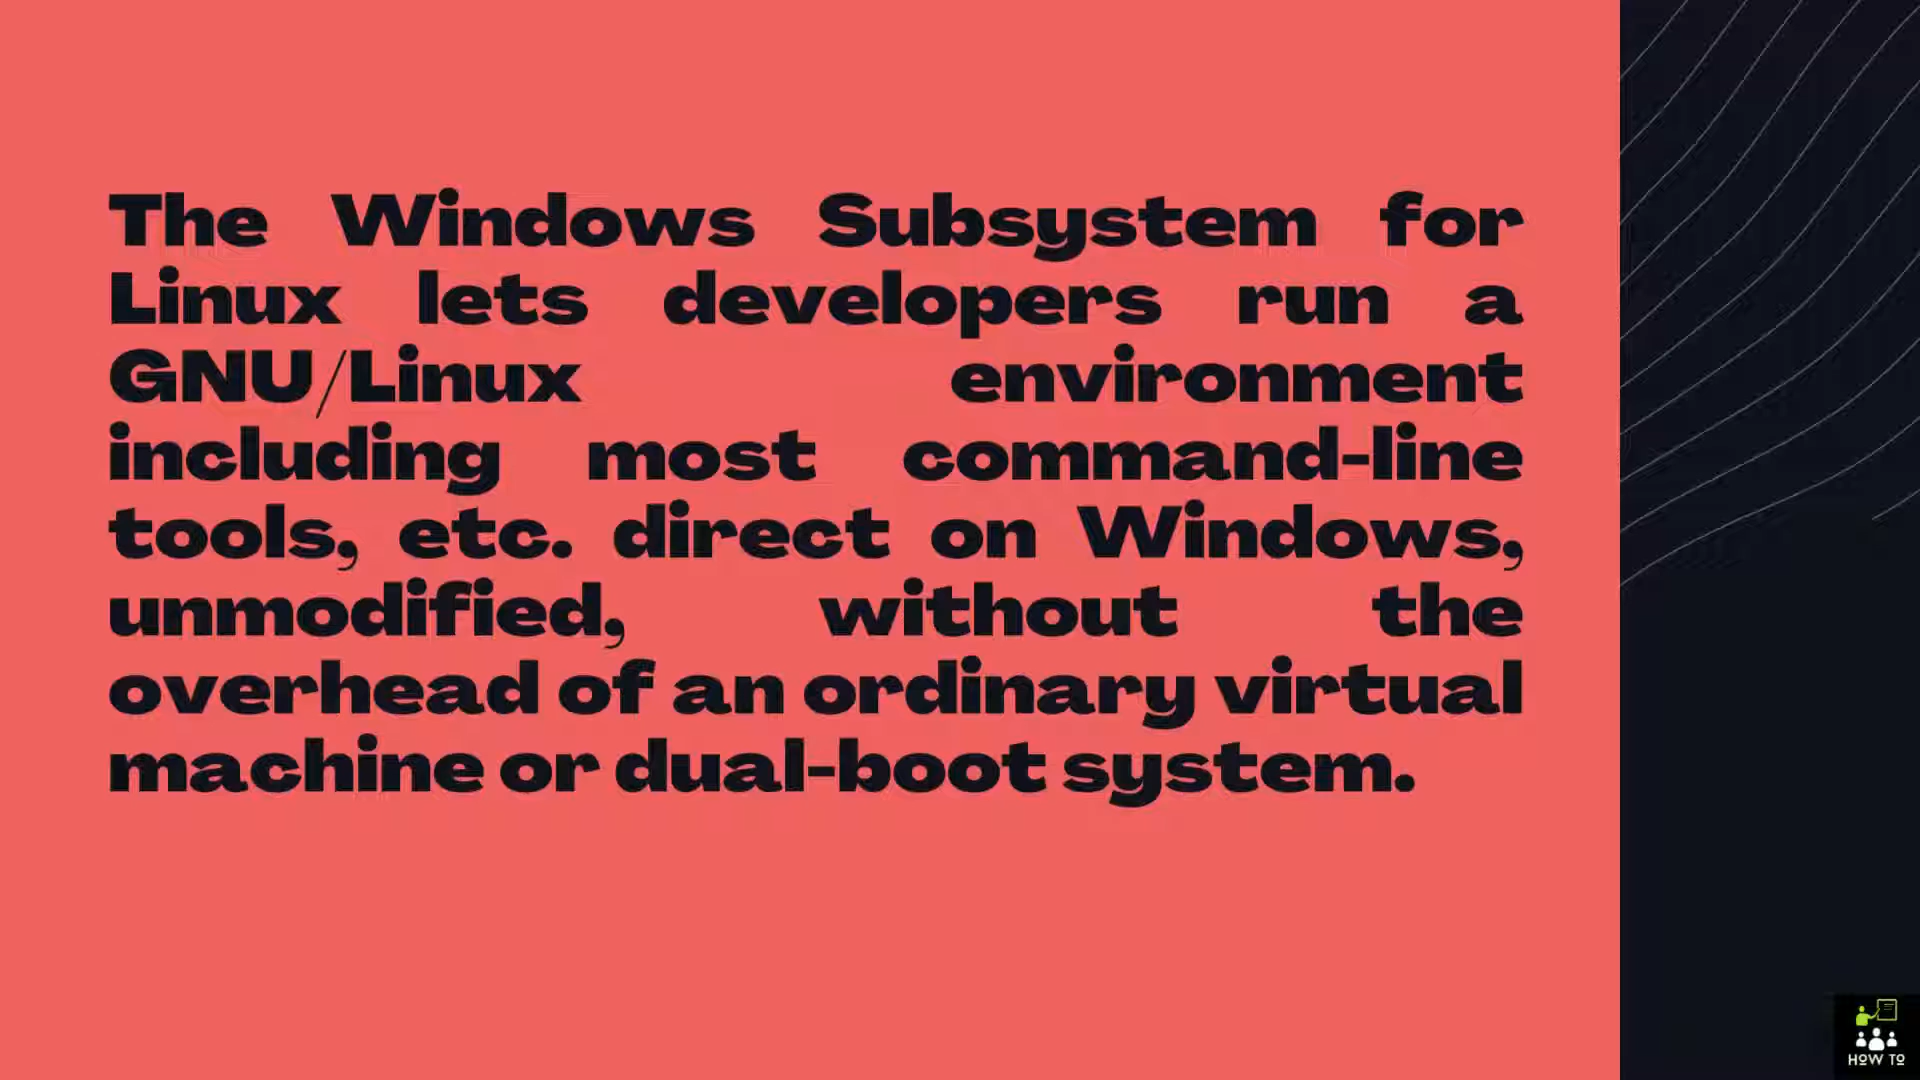 The Windows Subsystem for
Linux lets developers run a
GNU/Linux environment
including most command-line
tools, etc. direct on Windows,
unmodified, without the
overhead of an ordinary virtual
machine or dual-boot system.
HOW TO